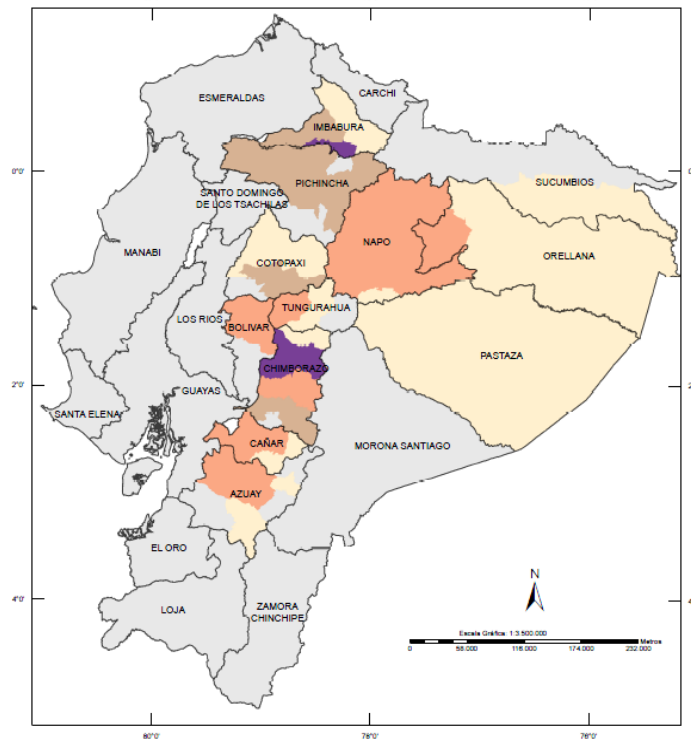 CARCHI
ESMERALDAS
IMBABURA
0°0'
PICHINCHA
SUCUMBIOS
SANTO DOMINGO
DE LOS TSACHILAS
NAPO
MANABI
COTOPAXI
ORELLANA
TUNGURAHUA
LOS RIOS
BOLIVAR
PASTAZA
CHIMBORAZO
2°0'
GUAYAS
SANTA ELENA
CAÑAR
MORONA SANTIAGO
AZUAY
EL ORO
N
4°0'
LOJA
ZAMORA
CHINCHIPE
Escala Gráfica: 1:3.500.000
Metros
0 58.000 116.000 174.000 232.000
80°0' 78°0' 76°0'